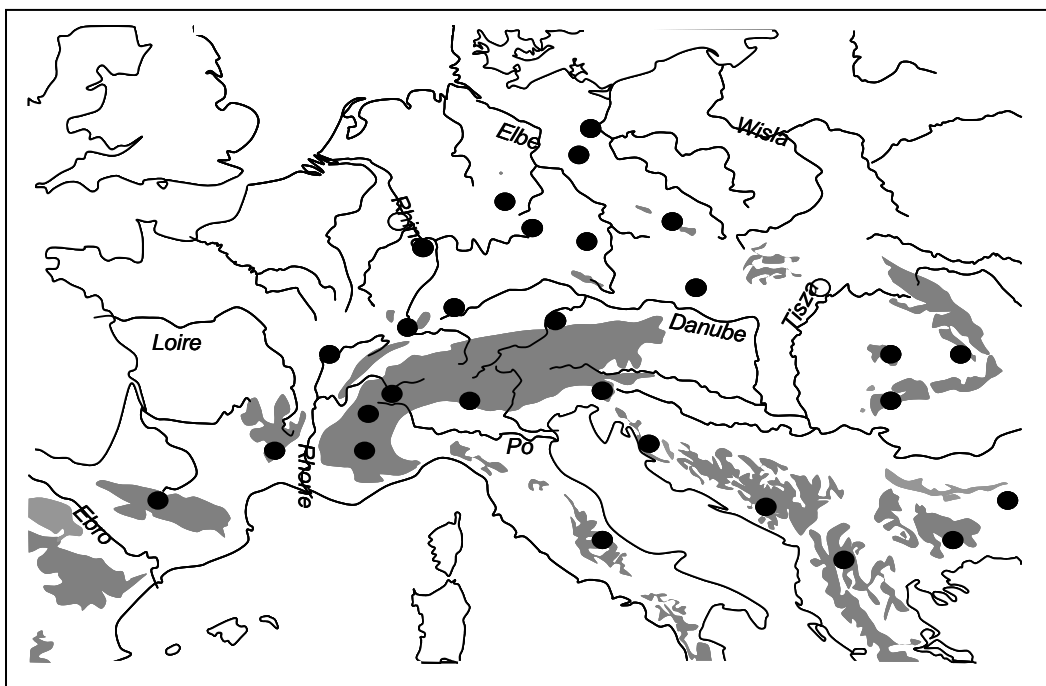 Elbe
Wisla
Rhine
Tisza
Danube
Loire
Po
Rhone
Ebro